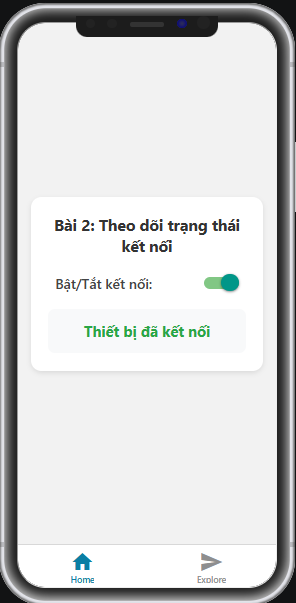 Bài 2: Theo dõi trạng thái
kết nối
Bật/Tắt kết nối:
Thiết bị đã kết nối
Home
Explore